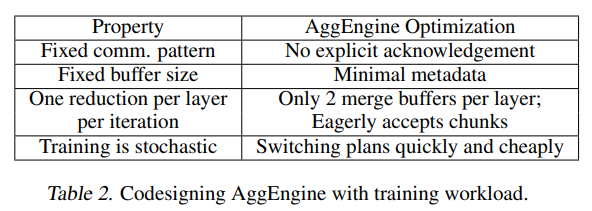 Property AggEngine Optimization
Fixed comm. pattern No explicit acknowledgement
Fixed buffer size Minimal metadata
One reduction per layer Only 2 merge buffers per layer;
per iteration Eagerly accepts chunks
Training is stochastic Switching plans quickly and cheaply
Table 2. Codesigning AggEngine with training workload.